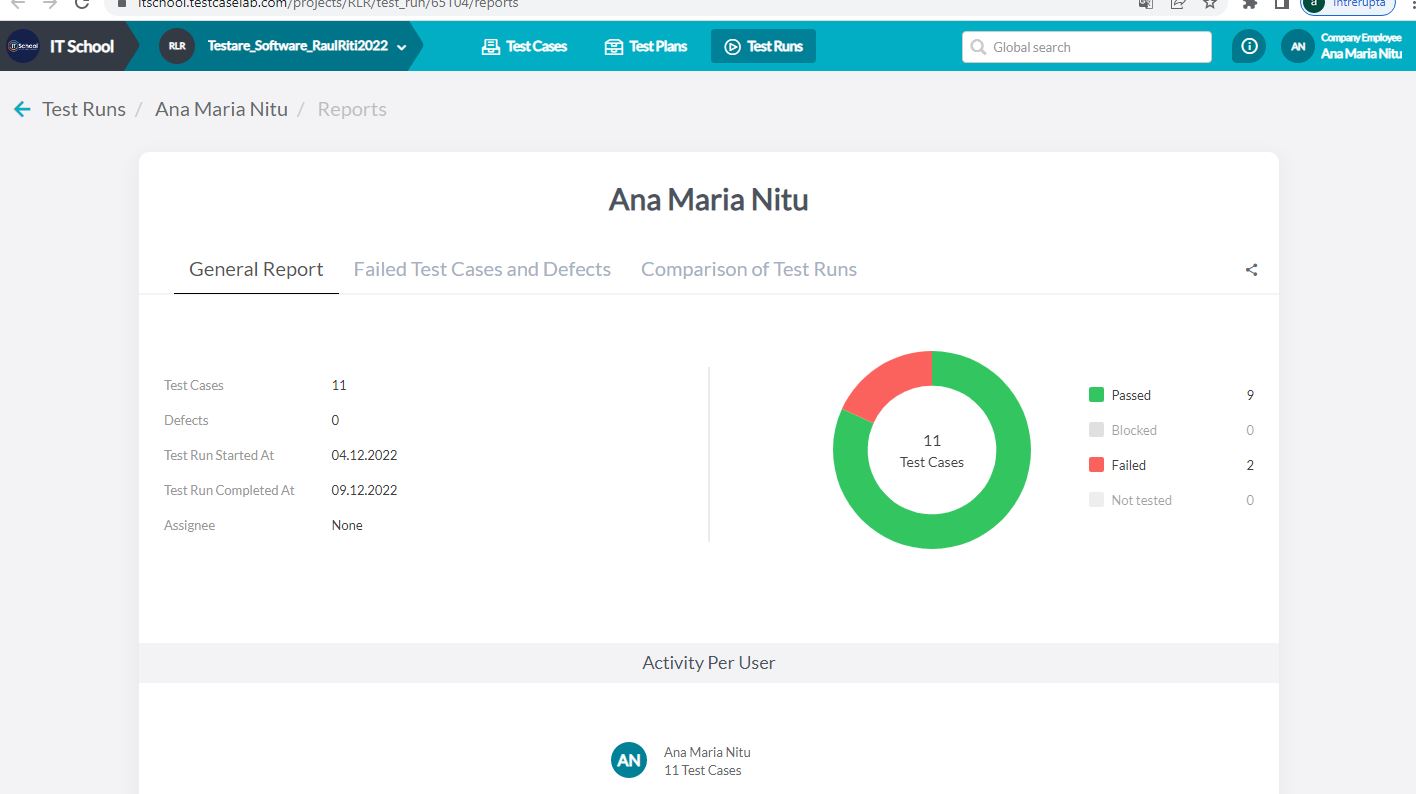 itschool.testcaselab.com/projects/RLR/test_run/65104/reports
a
Intrerupta
IT School
IT School
RLR
Testare_Software_RaulRiti2022
Test Cases
Test Plans
Test Runs
Global search
AN
Company Employee
Ana Maria Nitu
Test Runs / Ana Maria Nitu / Reports
Ana Maria Nitu
General Report
Failed Test Cases and Defects
Comparison of Test Runs
Test Cases 11
Defects 0
Test Run Started At 04.12.2022
Test Run Completed At 09.12.2022
Assignee None
11
Test Cases
Passed 9
Blocked 0
Failed 2
Not tested 0
Activity Per User
AN
Ana Maria Nitu
11 Test Cases